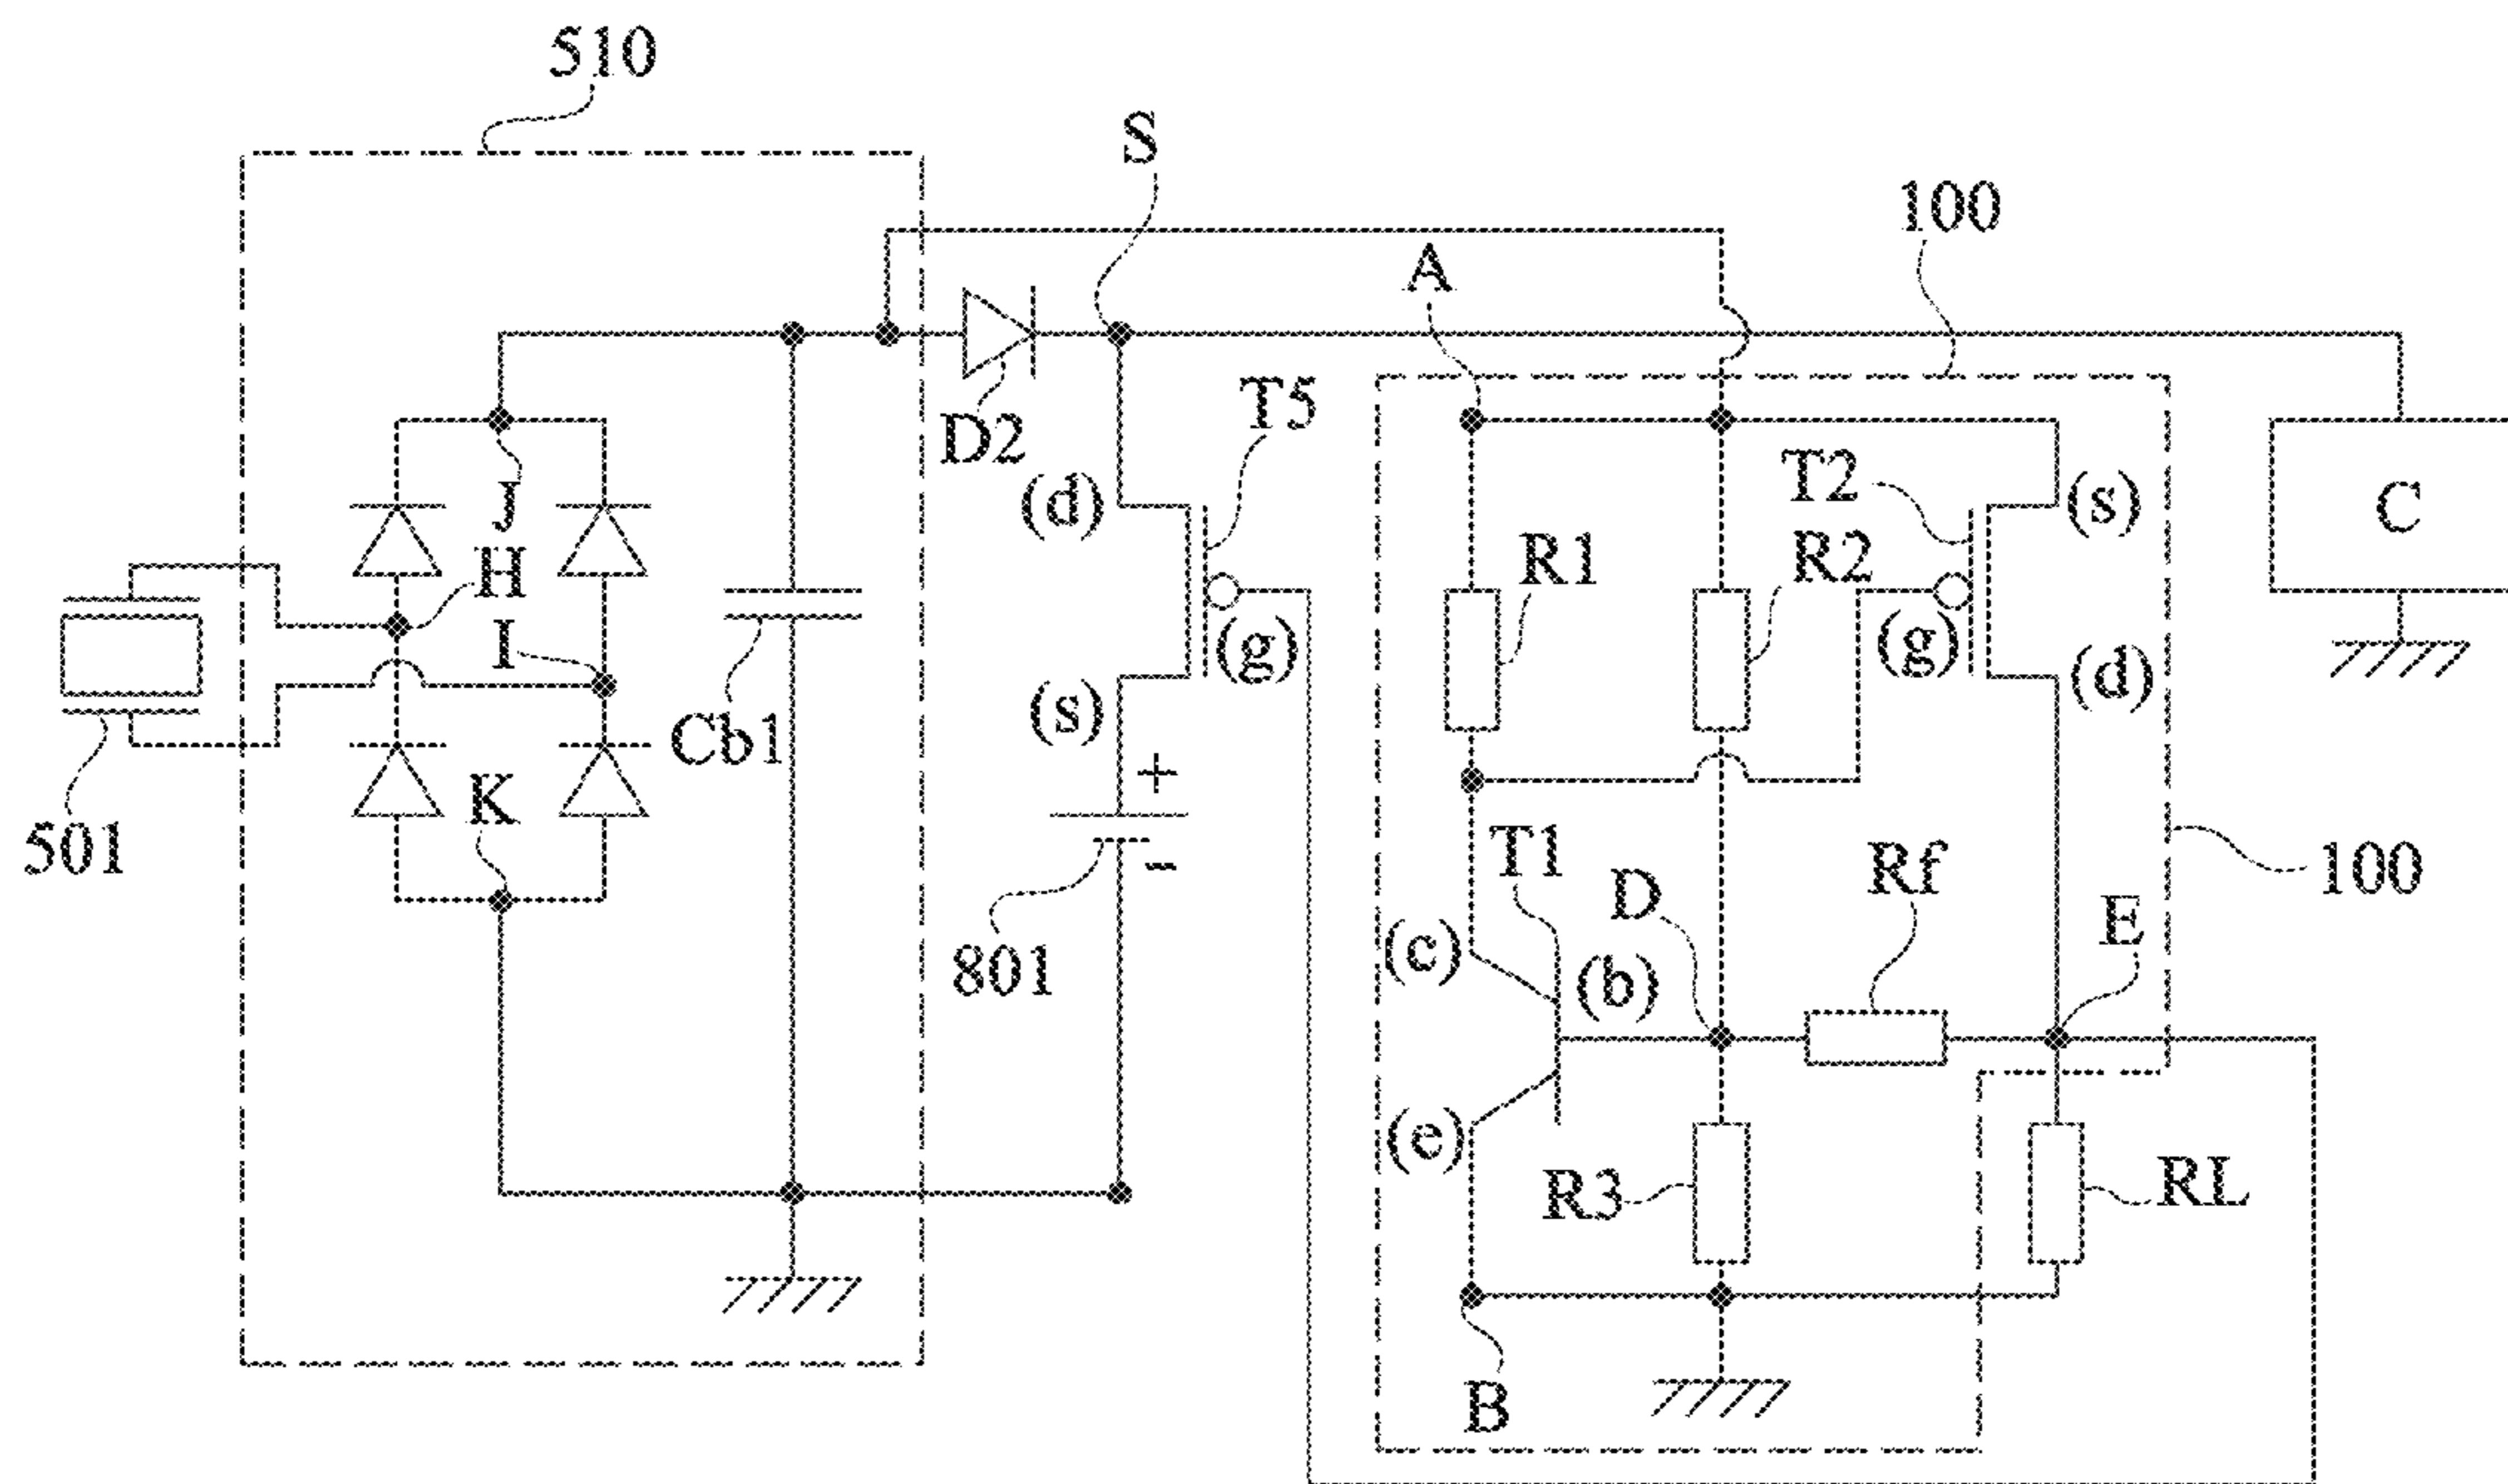 510
S
100
A
T5
D2
(d)
T2
(s)
C
J
R1
R2
H
I
(g)
(g)
(d)
(s)
Cb1
+
K
501
T1
Rf
100
-
D
E
(c)
(b)
801
(e)
R3
RL
B